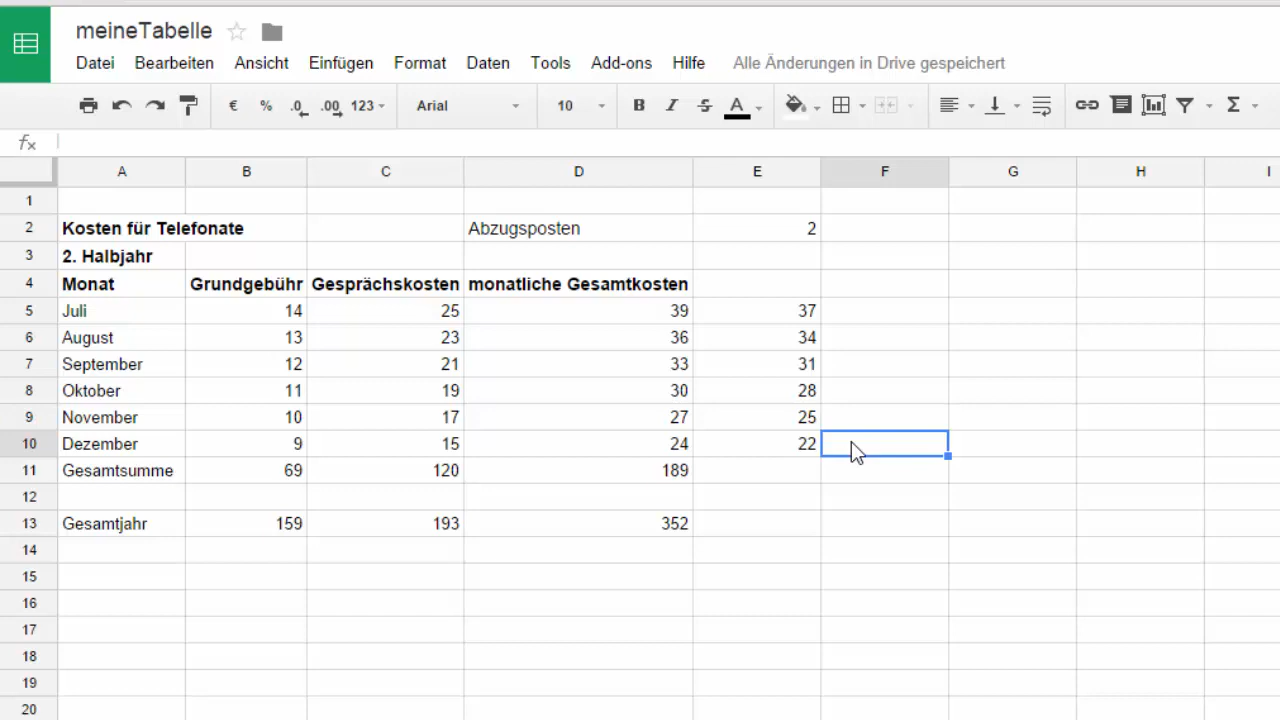 meineTabelle
Datei Bearbeiten Ansicht Einfügen Format Daten Tools Add-ons Hilfe Alle Änderungen in Drive gespeichert
€ % .0 .00 123 Arial 10 B I S A Σ
fx
A B C D E F G H I
1
2 Kosten für Telefonate Abzugsposten 2
3 2. Halbjahr
4 Monat Grundgebühr Gesprächskosten monatliche Gesamtkosten
5 Juli 14 25 39 37
6 August 13 23 36 34
7 September 12 21 33 31
8 Oktober 11 19 30 28
9 November 10 17 27 25
10 Dezember 9 15 24 22
11 Gesamtsumme 69 120 189
12
13 Gesamtjahr 159 193 352
14
15
16
17
18
19
20